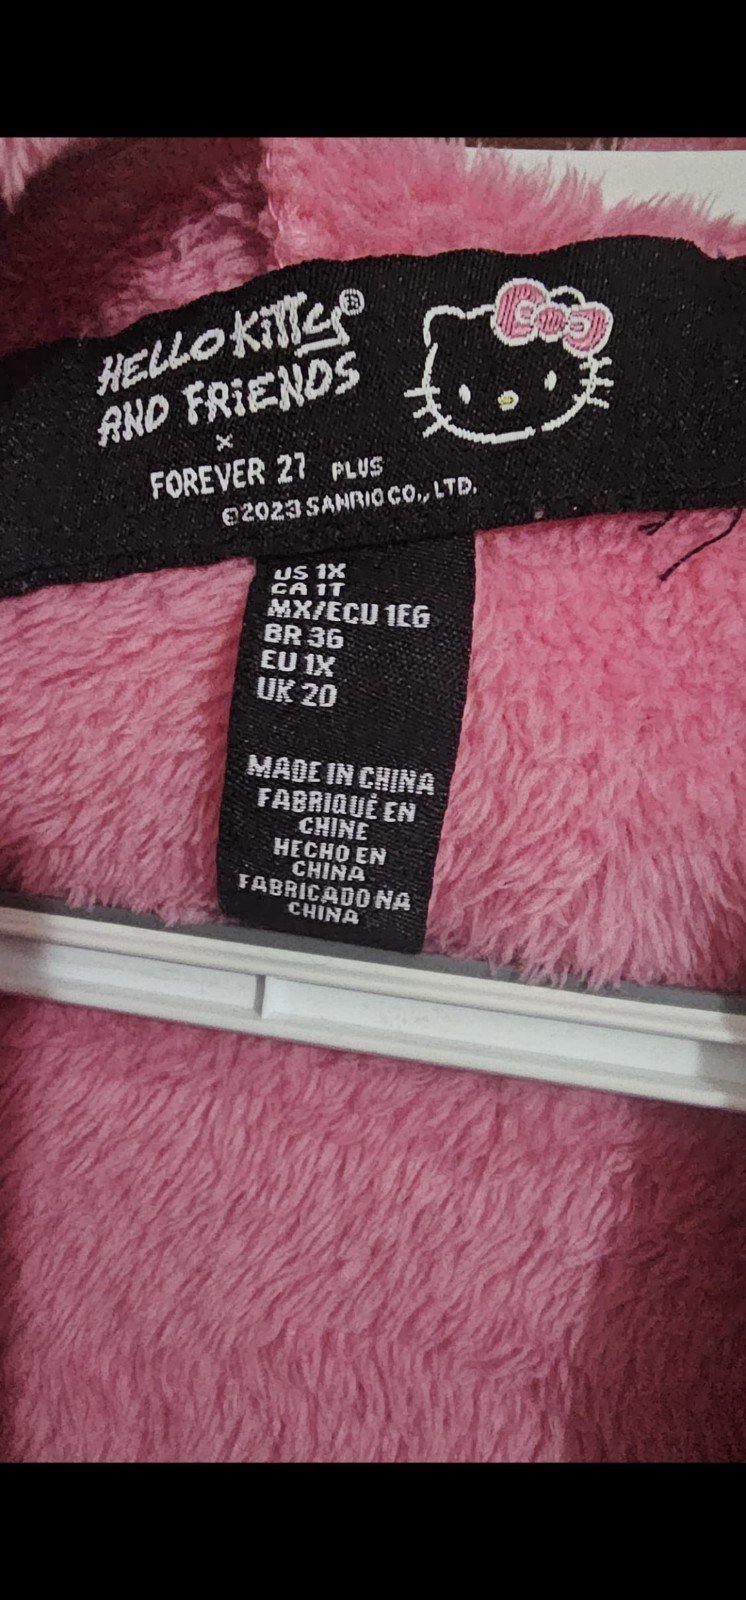 HELLO KITTY®
AND FRIENDS
×
FOREVER 21 PLUS
©2023 SANRIO CO., LTD.
US 1X
CA 1T
MX/ECU 1EG
BR 36
EU 1X
UK 20
MADE IN CHINA
FABRIQUÉ EN
CHINE
HECHO EN
CHINA
FABRICADO NA
CHINA